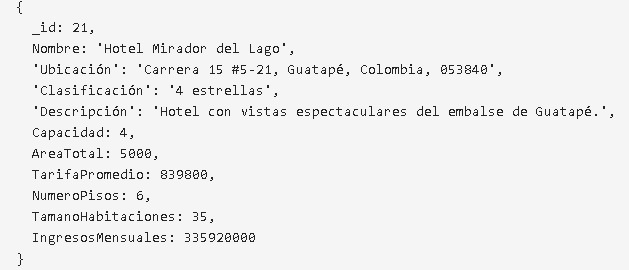 {
_id: 21,
Nombre: 'Hotel Mirador del Lago',
'Ubicación': 'Carrera 15 #5-21, Guatapé, Colombia, 053840',
'Clasificación': '4 estrellas',
'Descripción': 'Hotel con vistas espectaculares del embalse de Guatapé.',
Capacidad: 4,
AreaTotal: 5000,
TarifaPromedio: 839800,
NumeroPisos: 6,
TamanoHabitaciones: 35,
IngresosMensuales: 335920000
}